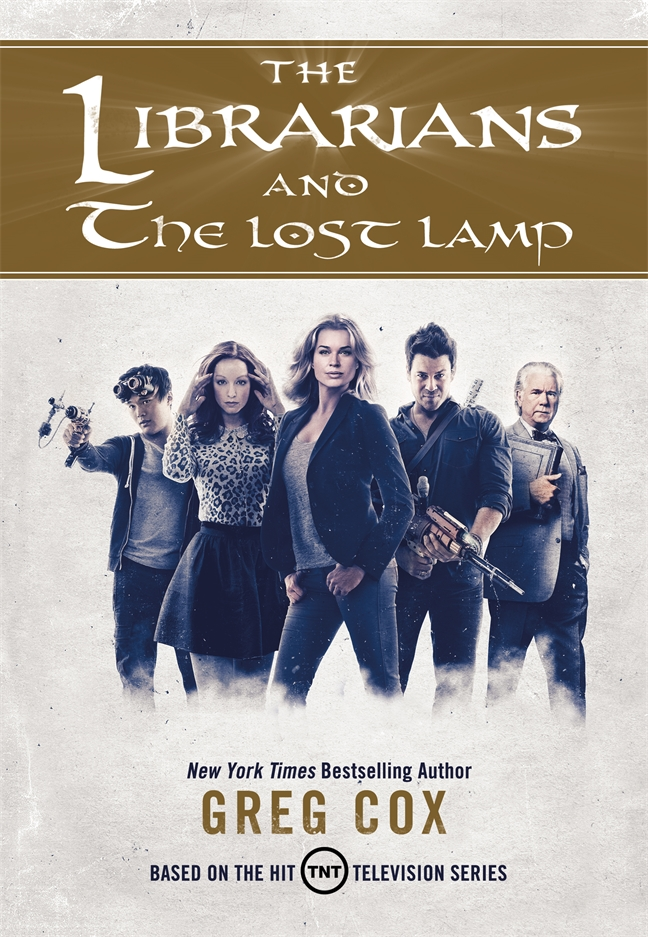 THE
LIBRARIANS
AND
THE LOST LAMP
New York Times Bestselling Author
GREG COX
BASED ON THE HIT TNT TELEVISION SERIES